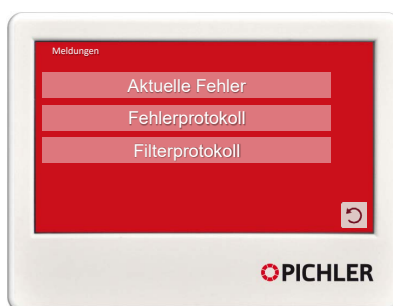 Meldungen
Aktuelle Fehler
Fehlerprotokoll
Filterprotokoll
PICHLER